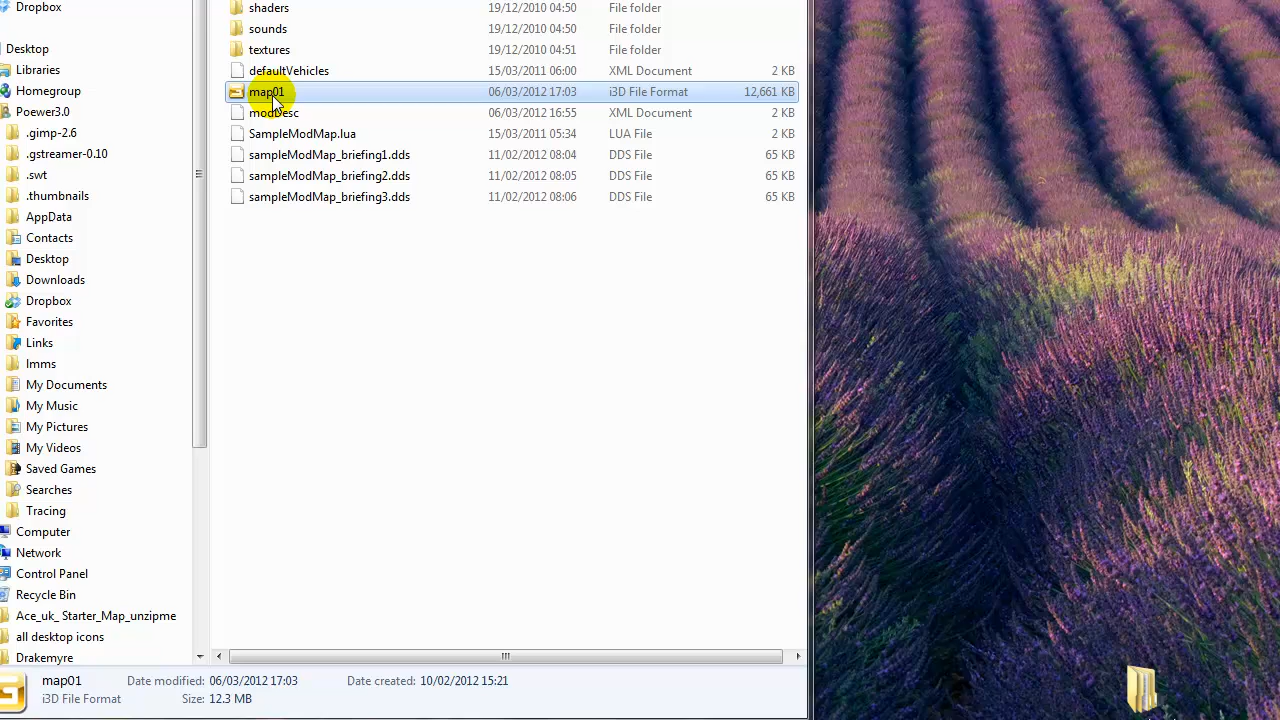 Dropbox
Desktop
Libraries
Homegroup
Poewer3.0
.gimp-2.6
.gstreamer-0.10
.swt
.thumbnails
AppData
Contacts
Desktop
Downloads
Dropbox
Favorites
Links
lmms
My Documents
My Music
My Pictures
My Videos
Saved Games
Searches
Tracing
Computer
Network
Control Panel
Recycle Bin
Ace_uk_ Starter_Map_unzipme
all desktop icons
Drakemyre
shaders 19/12/2010 04:50 File folder
sounds 19/12/2010 04:50 File folder
textures 19/12/2010 04:51 File folder
defaultVehicles 15/03/2011 06:00 XML Document 2 KB
map01 06/03/2012 17:03 i3D File Format 12,661 KB
modDesc 06/03/2012 16:55 XML Document 2 KB
SampleModMap.lua 15/03/2011 05:34 LUA File 2 KB
sampleModMap_briefing1.dds 11/02/2012 08:04 DDS File 65 KB
sampleModMap_briefing2.dds 11/02/2012 08:05 DDS File 65 KB
sampleModMap_briefing3.dds 11/02/2012 08:06 DDS File 65 KB
map01 Date modified: 06/03/2012 17:03 Date created: 10/02/2012 15:21
i3D File Format Size: 12.3 MB